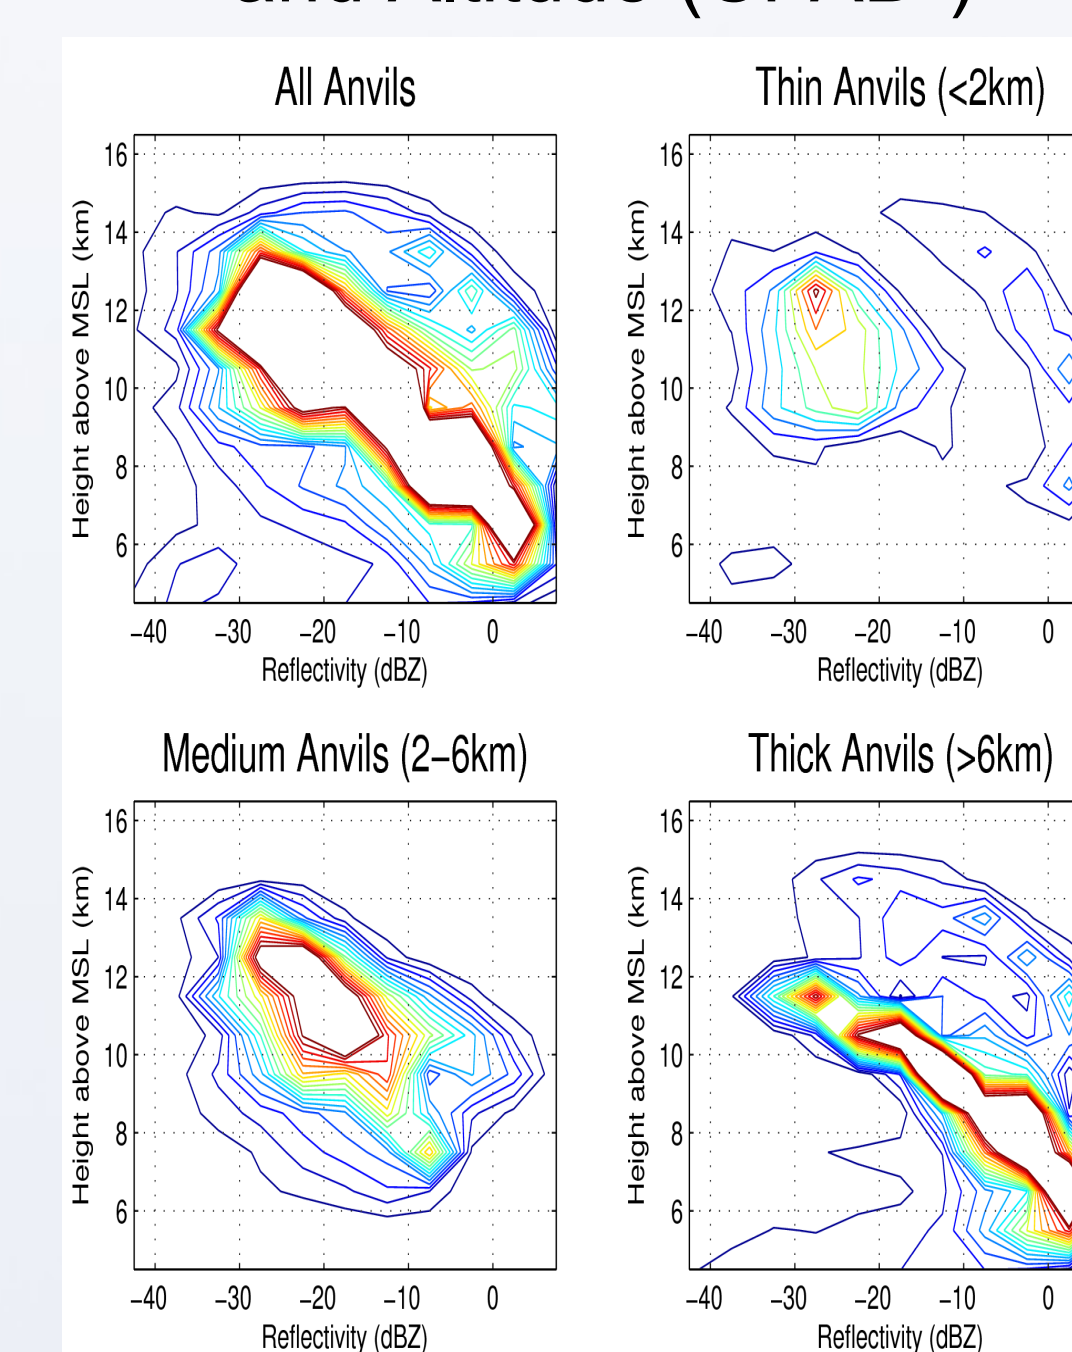 and Altitude
All Anvils
Thin Anvils (<2km)
16
14
12
10
8
6
Height above MSL (km)
−40 −30 −20 −10 0
Reflectivity (dBZ)
16
14
12
10
8
6
Height above MSL (km)
−40 −30 −20 −10 0
Reflectivity (dBZ)
Medium Anvils (2−6km)
Thick Anvils (>6km)
16
14
12
10
8
6
Height above MSL (km)
−40 −30 −20 −10 0
Reflectivity (dBZ)
16
14
12
10
8
6
Height above MSL (km)
−40 −30 −20 −10 0
Reflectivity (dBZ)